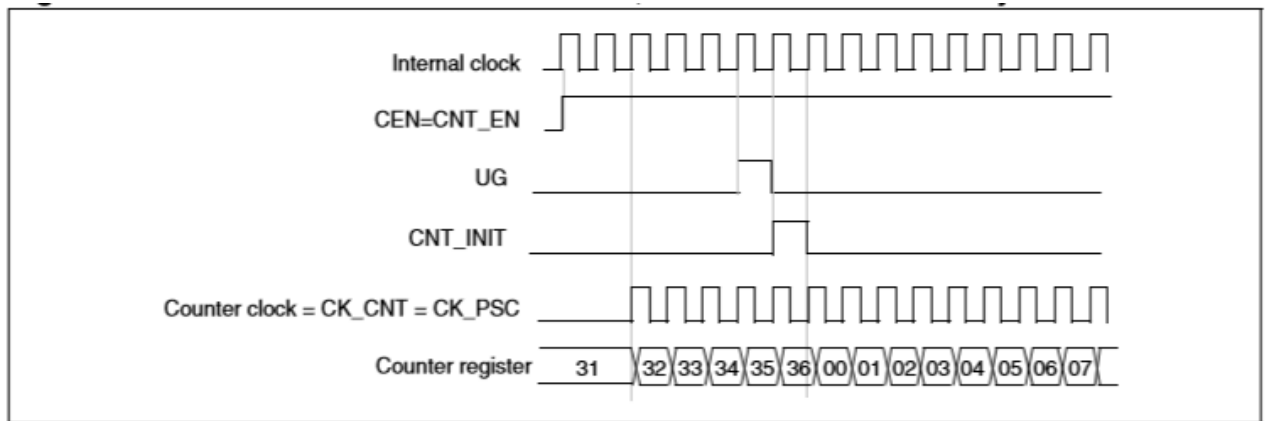 Internal clock
CEN=CNT_EN
UG
CNT_INIT
Counter clock = CK_CNT = CK_PSC
Counter register 31 32 33 34 35 36 00 01 02 03 04 05 06 07